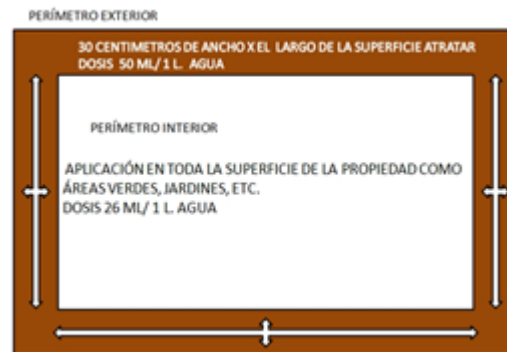 PERÍMETRO EXTERIOR
30 CENTIMETROS DE ANCHO X EL LARGO DE LA SUPERFICIE ATRATAR
DOSIS 50 ML/ 1 L. AGUA
PERÍMETRO INTERIOR
APLICACIÓN EN TODA LA SUPERFICIE DE LA PROPIEDAD COMO
ÁREAS VERDES, JARDINES, ETC.
DOSIS 26 ML/ 1 L. AGUA